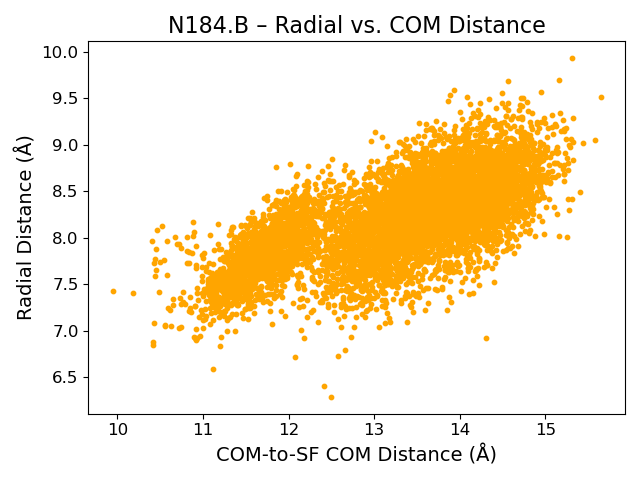 N184.B – Radial vs. COM Distance
10.0
9.5
9.0
8.5
8.0
7.5
7.0
6.5
Radial Distance (Å)
10 11 12 13 14 15
COM-to-SF COM Distance (Å)